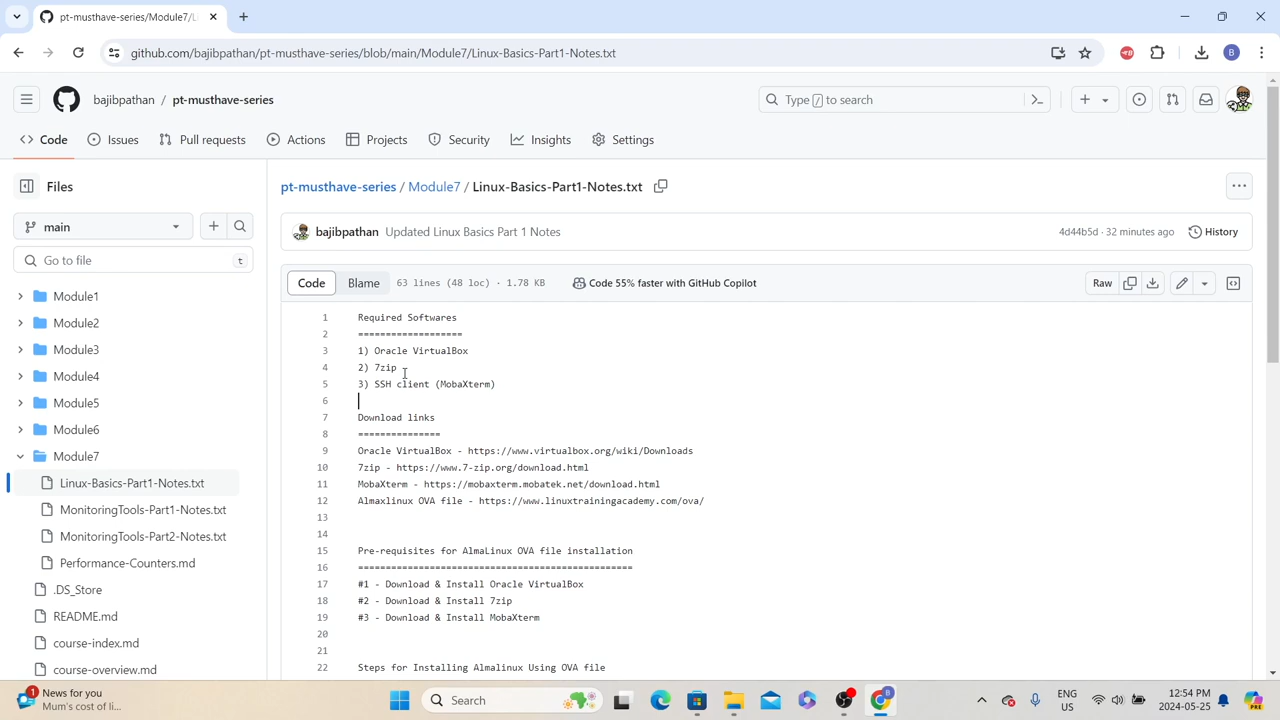 pt-musthave-series/Module7/Linux-B
github.com/bajibpathan/pt-musthave-series/blob/main/Module7/Linux-Basics-Part1-Notes.txt
B
bajibpathan / pt-musthave-series
Type / to search
Code Issues Pull requests Actions Projects Security Insights Settings
Files
pt-musthave-series / Module7 / Linux-Basics-Part1-Notes.txt
main
bajibpathan Updated Linux Basics Part 1 Notes
4d44b5d · 32 minutes ago History
Go to file t
Code Blame 63 lines (48 loc) · 1.78 KB Code 55% faster with GitHub Copilot Raw
Module1
Module2
Module3
Module4
Module5
Module6
Module7
Linux-Basics-Part1-Notes.txt
MonitoringTools-Part1-Notes.txt
MonitoringTools-Part2-Notes.txt
Performance-Counters.md
.DS_Store
README.md
course-index.md
course-overview.md
1 Required Softwares
2 ===================
3 1) Oracle VirtualBox
4 2) 7zip
5 3) SSH client (MobaXterm)
6
7 Download links
8 ===============
9 Oracle VirtualBox - https://www.virtualbox.org/wiki/Downloads
10 7zip - https://www.7-zip.org/download.html
11 MobaXterm - https://mobaxterm.mobatek.net/download.html
12 Almaxlinux OVA file - https://www.linuxtrainingacademy.com/ova/
13
14
15 Pre-requisites for AlmaLinux OVA file installation
16 ==================================================
17 #1 - Download & Install Oracle VirtualBox
18 #2 - Download & Install 7zip
19 #3 - Download & Install MobaXterm
20
21
22 Steps for Installing Almalinux Using OVA file
1
News for you
Mum's cost of li...
Search
B
ENG
US
12:54 PM
2024-05-25